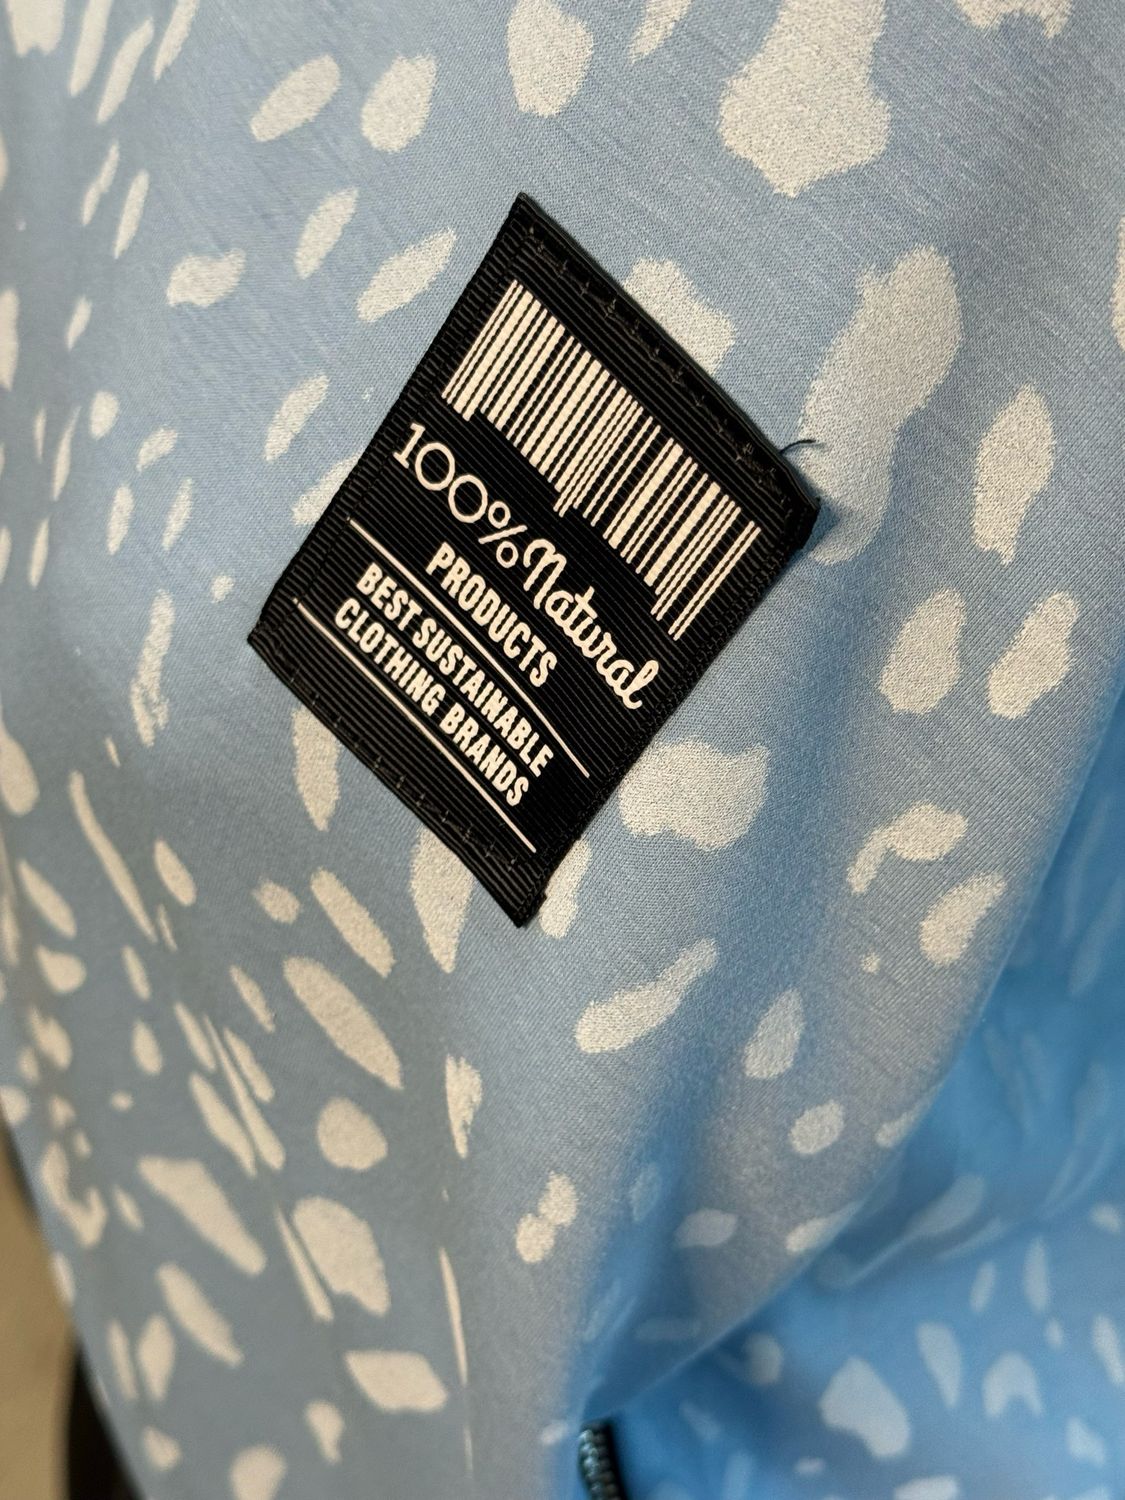 100% Natural
PRODUCTS
BEST SUSTAINABLE
CLOTHING BRANDS